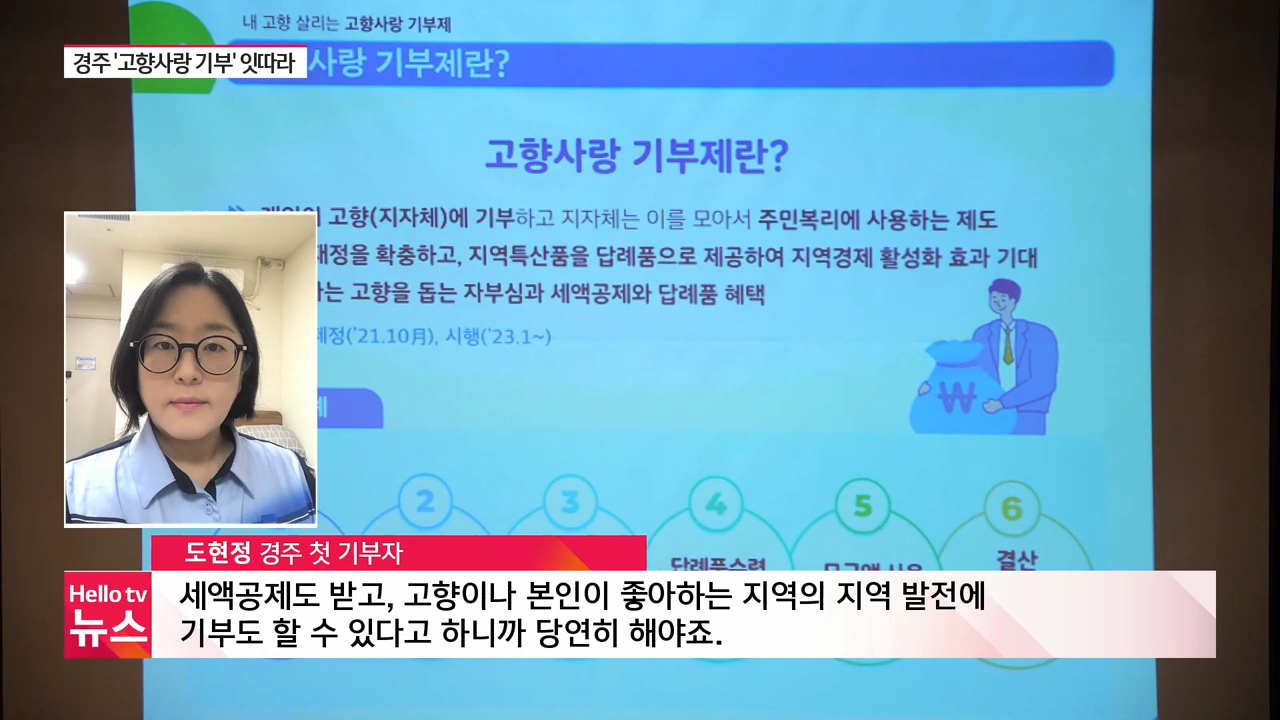 내 고향 살리는 고향사랑 기부제
경주 '고향사랑 기부' 잇따라
사랑 기부제란?
고향사랑 기부제란?
고향(지자체)에 기부하고 지자체는 이를 모아서 주민복리에 사용하는 제도
재정을 확충하고, 지역특산품을 답례품으로 제공하여 지역경제 활성화 효과 기대
고향을 돕는 자부심과 세액공제와 답례품 혜택
제정('21.10月), 시행('23.1~)
₩
2
3
4
5
6
결산
도현정 경주 첫 기부자
Hello tv
뉴스
세액공제도 받고, 고향이나 본인이 좋아하는 지역의 지역 발전에
기부도 할 수 있다고 하니까 당연히 해야죠.